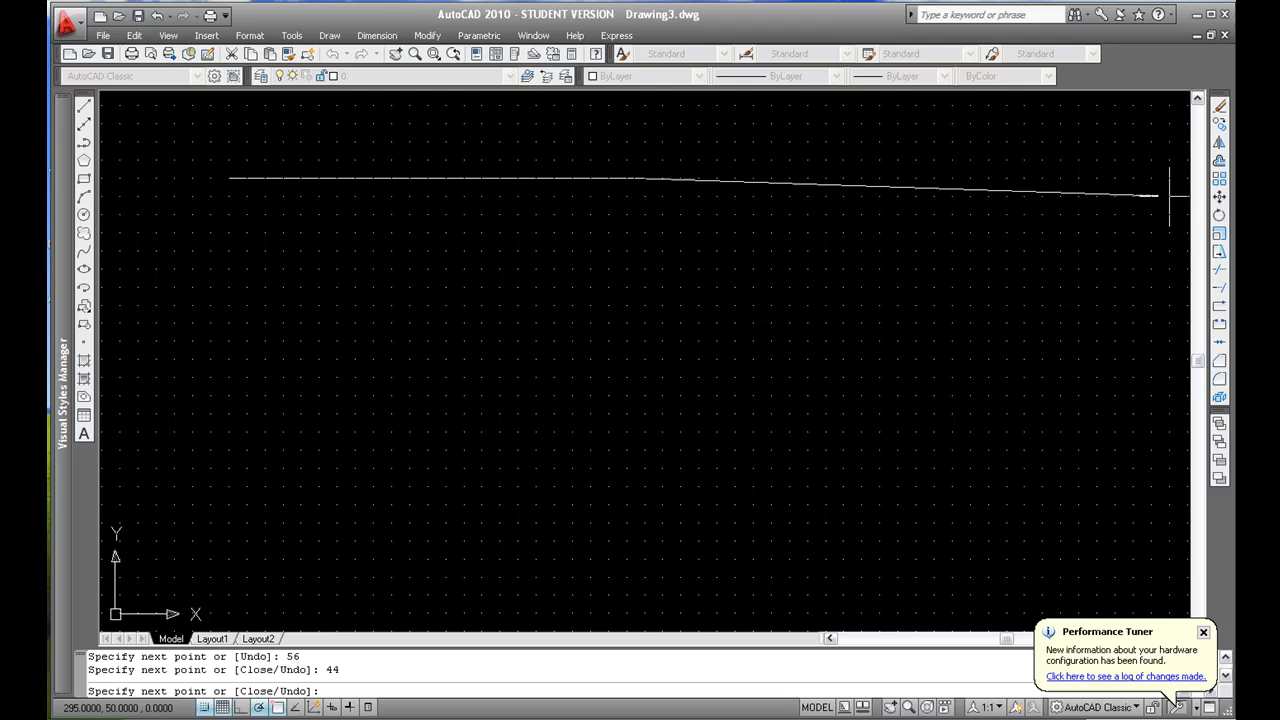 AutoCAD 2010 - STUDENT VERSION Drawing3.dwg
Type a keyword or phrase
File Edit View Insert Format Tools Draw Dimension Modify Parametric Window Help Express
Standard Standard Standard Standard
AutoCAD Classic 0 ByLayer ByLayer ByLayer ByColor
Visual Styles Manager
A
Y
X
Model Layout1 Layout2
Performance Tuner
New information about your hardware
configuration has been found.
Click here to see a log of changes made.
Specify next point or [Undo]: 56
Specify next point or [Close/Undo]: 44
Specify next point or [Close/Undo]:
295.0000, 50.0000, 0.0000 MODEL 1:1 AutoCAD Classic